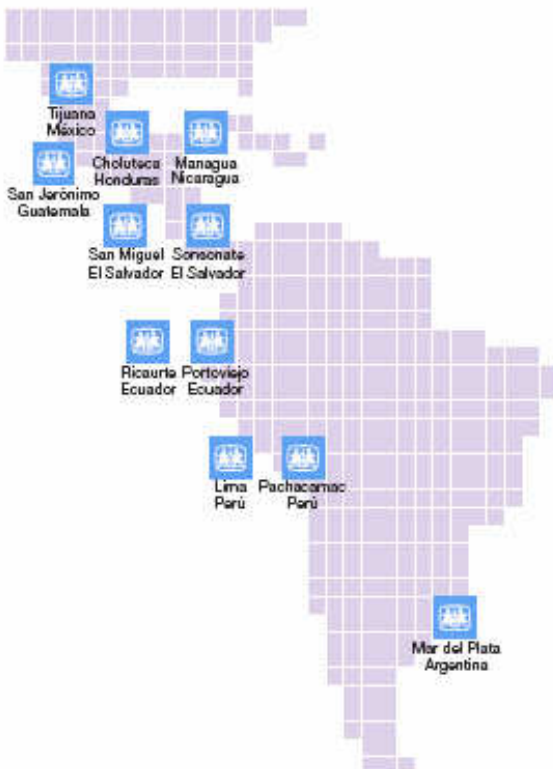 Tijuana
México
Choluteca
Honduras
Managua
Nicaragua
San Jerónimo
Guatemala
San Miguel
El Salvador
Sonsonate
El Salvador
Ricaurte
Ecuador
Portoviejo
Ecuador
Lima
Perú
Pachacamac
Perú
Mar del Plata
Argentina